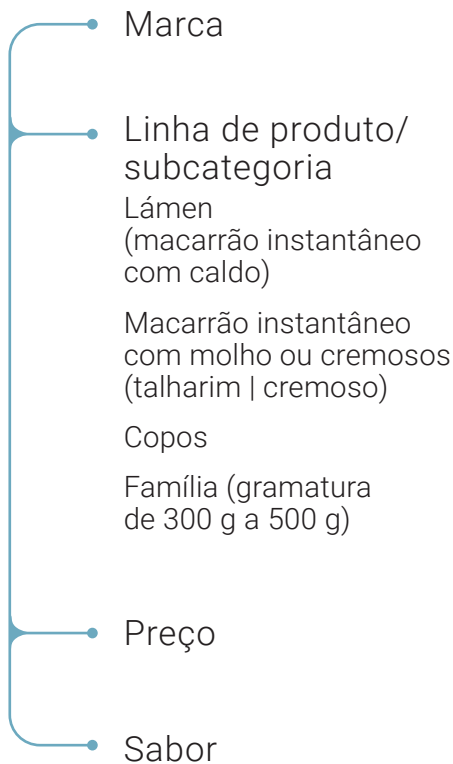 Marca
Linha de produto/
subcategoria
Lámen
(macarrão instantâneo
com caldo)
Macarrão instantâneo
com molho ou cremosos
(talharim | cremoso)
Copos
Família (gramatura
de 300 g a 500 g)
Preço
Sabor